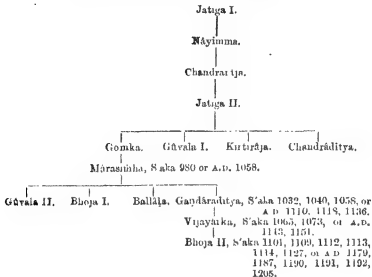 Jatiga I.
Nâyimma.
Chandrarâja.
Jatiga II.
Gomka. Gûvala I. Kirtirâja. Chandrâditya.
Mârasimha, S'aka 980 or A.D. 1058.
Gûvala II. Bhoja I. Ballâla. Gandârâditya, S'aka 1032, 1040, 1058, or
A D 1110, 1118, 1136.
Vijayârka, S'aka 1065, 1073, or A.D.
1143, 1151.
Bhoja II, S'aka 1101, 1109, 1112, 1113,
1114, 1127, or A D 1179,
1187, 1190, 1191, 1192,
1205.